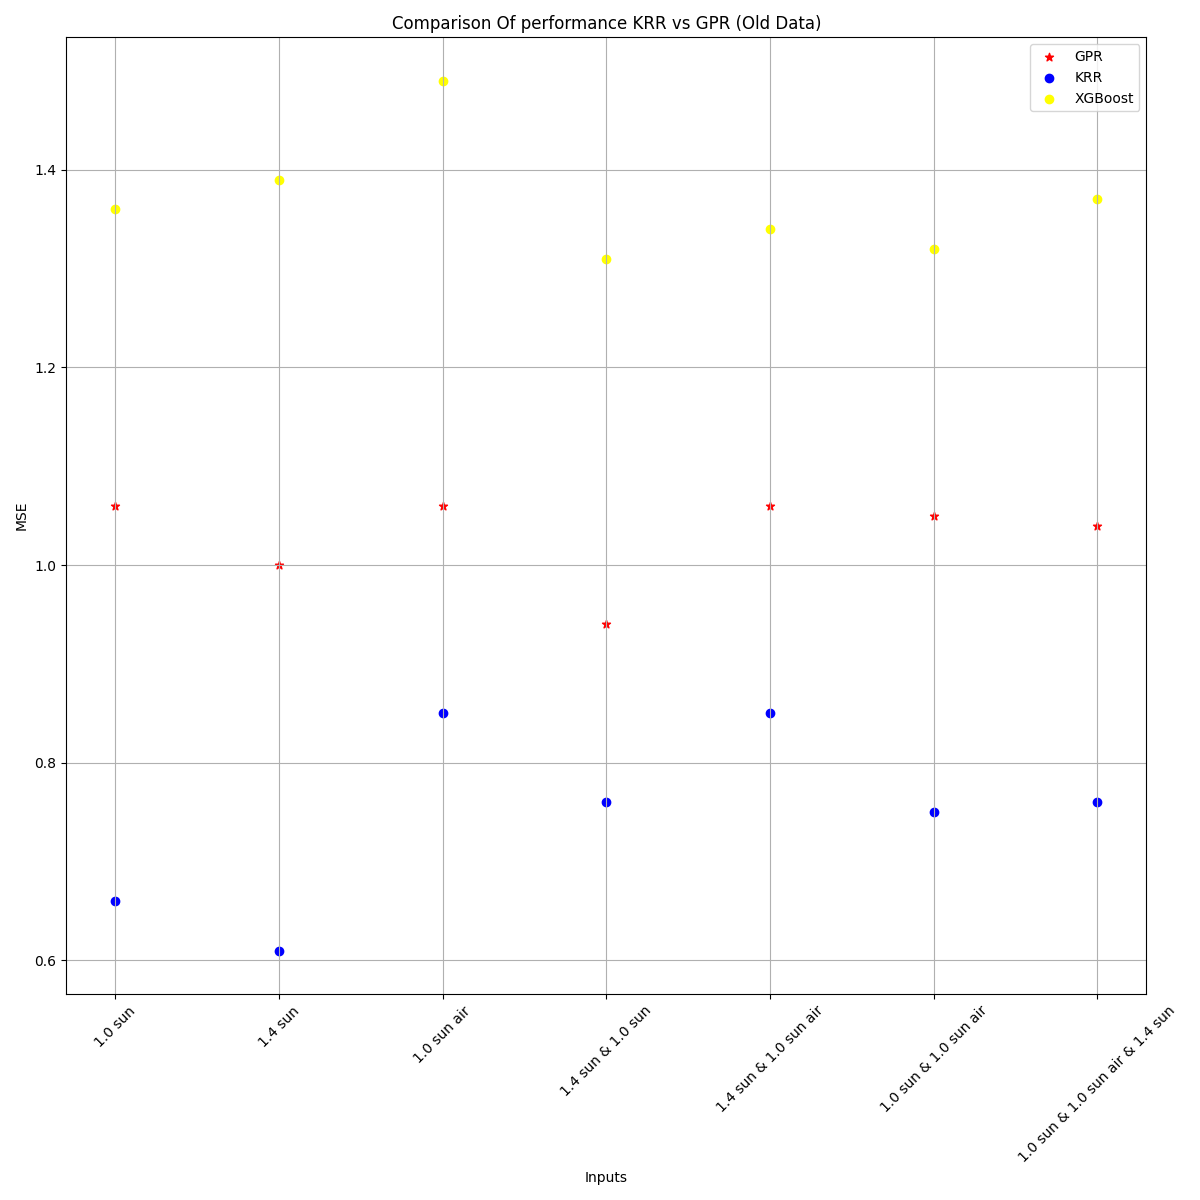 Comparison Of performance KRR vs GPR (Old Data)
GPR
KRR
XGBoost
MSE
1.4
1.2
1.0
0.8
0.6
1.0 sun
1.4 sun
1.0 sun air
1.4 sun & 1.0 sun
1.4 sun & 1.0 sun air
1.0 sun & 1.0 sun air
1.0 sun & 1.0 sun air & 1.4 sun
Inputs